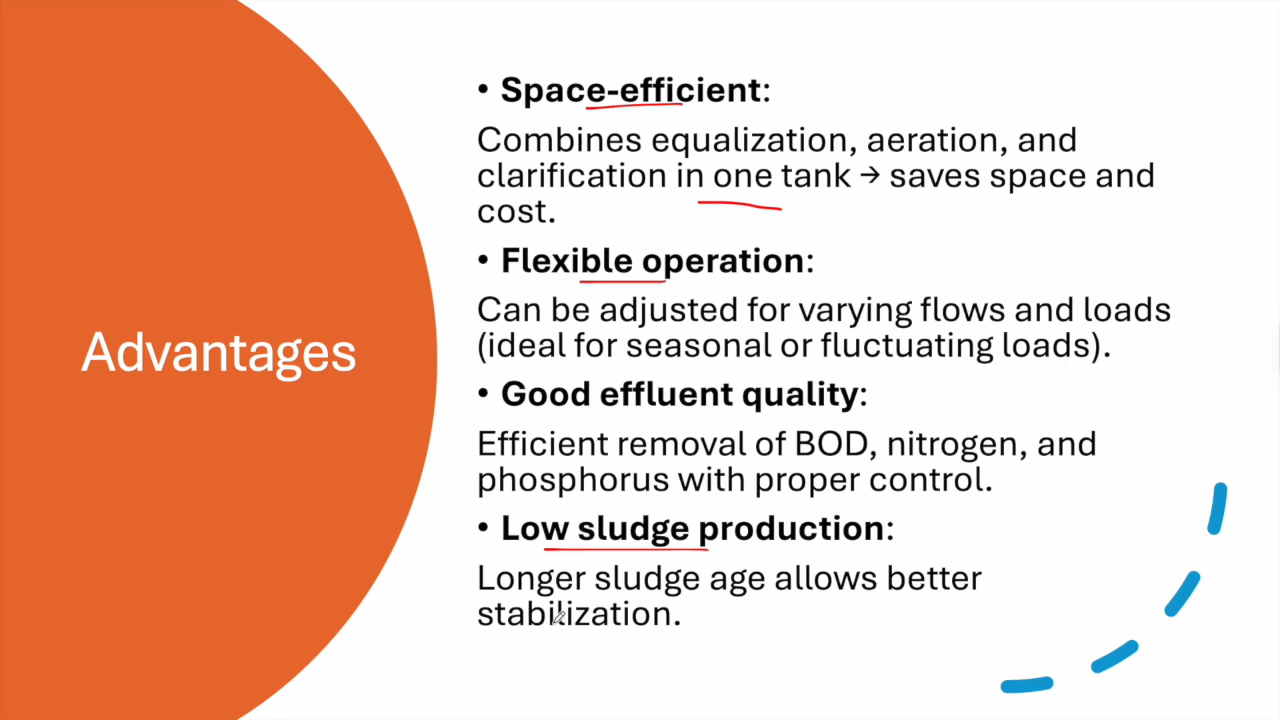 Advantages
• Space-efficient:
Combines equalization, aeration, and
clarification in one tank → saves space and
cost.
• Flexible operation:
Can be adjusted for varying flows and loads
(ideal for seasonal or fluctuating loads).
• Good effluent quality:
Efficient removal of BOD, nitrogen, and
phosphorus with proper control.
• Low sludge production:
Longer sludge age allows better
stabilization.